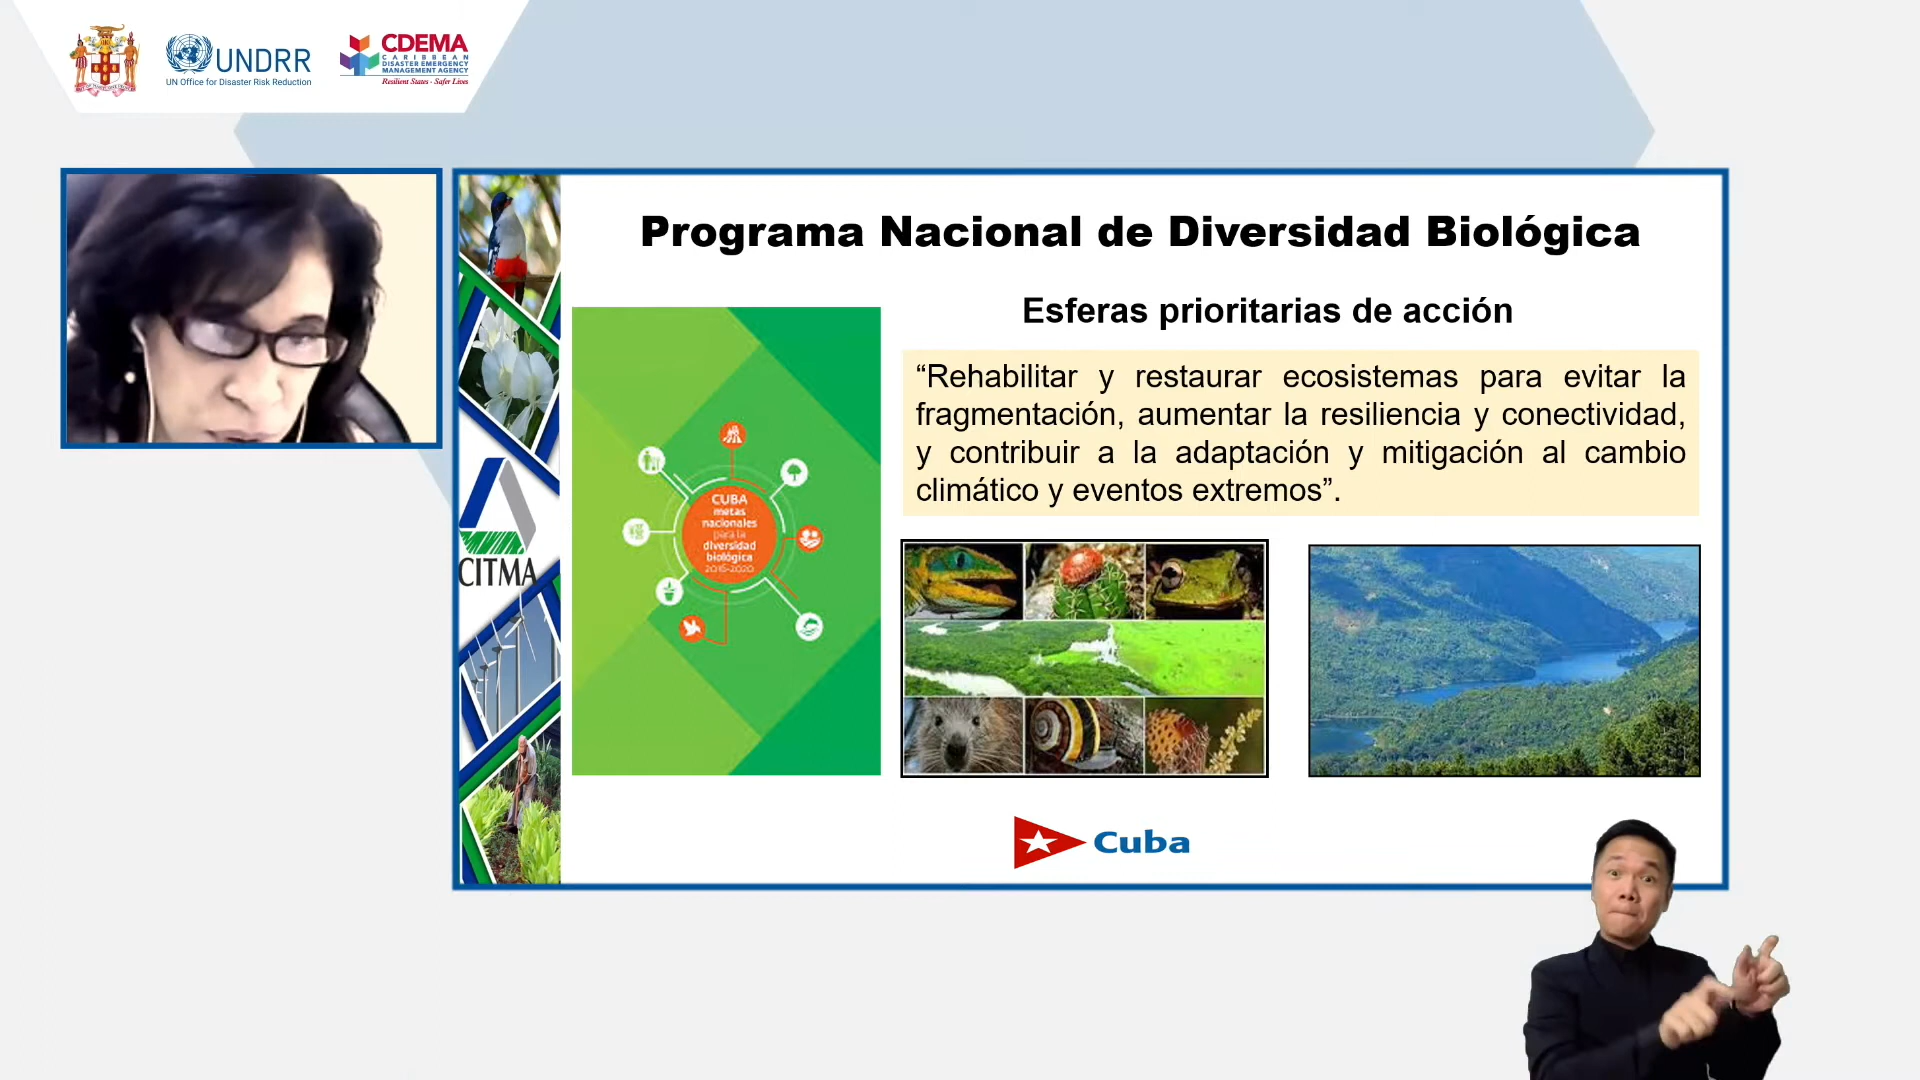 UNDRR
UN Office for Disaster Risk Reduction
CDEMA
CARIBBEAN
DISASTER EMERGENCY
MANAGEMENT AGENCY
Resilient States - Safer Lives
Programa Nacional de Diversidad Biológica
Esferas prioritarias de acción
“Rehabilitar y restaurar ecosistemas para evitar la
fragmentación, aumentar la resiliencia y conectividad,
y contribuir a la adaptación y mitigación al cambio
climático y eventos extremos”.
CUBA
metas
nacionales
para la
diversidad
biológica
2016-2020
CITMA
Cuba